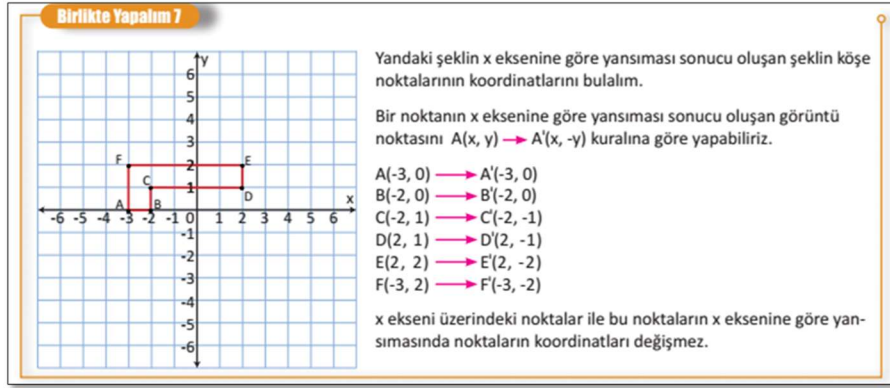 Birlikte Yapalım 7
Yandaki şeklin x eksenine göre yansıması sonucu oluşan şeklin köşe
noktalarının koordinatlarını bulalım.
Bir noktanın x eksenine göre yansıması sonucu oluşan görüntü
noktasını A(x, y) → A'(x, -y) kuralına göre yapabiliriz.
A(-3, 0) → A'(-3, 0)
B(-2, 0) → B'(-2, 0)
C(-2, 1) → C'(-2, -1)
D(2, 1) → D'(2, -1)
E(2, 2) → E'(2, -2)
F(-3, 2) → F'(-3, -2)
x ekseni üzerindeki noktalar ile bu noktaların x eksenine göre yan-
sımasında noktaların koordinatları değişmez.
y
6
5
4
3
F 2 E
C 1 D
A B x
-6 -5 -4 -3 -2 -1 0 1 2 3 4 5 6
-1
-2
-3
-4
-5
-6